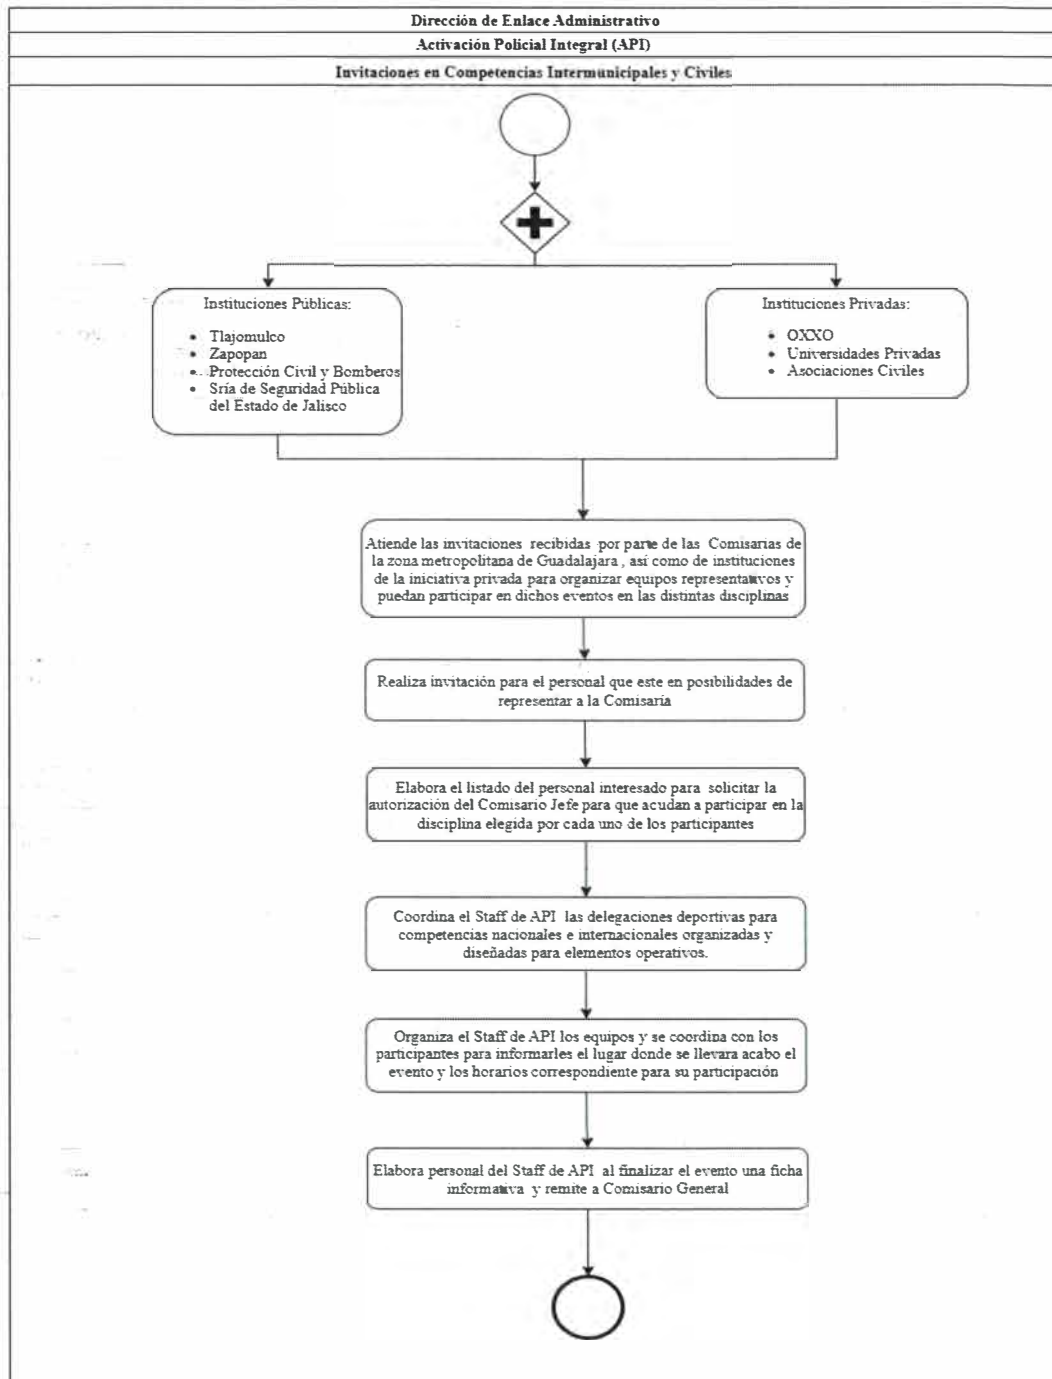 Dirección de Enlace Administrativo
Activación Policial Integral (API)
Invitaciones en Competencias Intermunicipales y Civiles
Instituciones Públicas:
• Tlajomulco
• Zapopan
• Protección Civil y Bomberos
• Sría de Seguridad Pública
del Estado de Jalisco
Instituciones Privadas:
• OXXO
• Universidades Privadas
• Asociaciones Civiles
Atiende las invitaciones recibidas por parte de las Comisarias de
la zona metropolitana de Guadalajara , así como de instituciones
de la iniciativa privada para organizar equipos representativos y
puedan participar en dichos eventos en las distintas disciplinas
Realiza invitación para el personal que este en posibilidades de
representar a la Comisaría
Elabora el listado del personal interesado para solicitar la
autorización del Comisario Jefe para que acudan a participar en la
disciplina elegida por cada uno de los participantes
Coordina el Staff de API las delegaciones deportivas para
competencias nacionales e internacionales organizadas y
diseñadas para elementos operativos.
Organiza el Staff de API los equipos y se coordina con los
participantes para informarles el lugar donde se llevara acabo el
evento y los horarios correspondiente para su participación
Elabora personal del Staff de API al finalizar el evento una ficha
informativa y remite a Comisario General